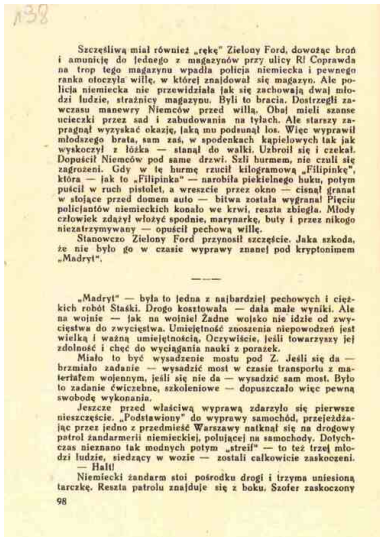 Szczęśliwą miał również „rękę" Zielony Ford, dowożąc broń
i amunicję do jednego z magazynów przy ulicy R! Coprawda
na trop tego magazynu wpadła policja niemiecka i pewnego
ranka otoczyła willę, w której znajdował się magazyn. Ale po-
licja niemiecka nie przewidziała jak się zachowają dwaj mło-
dzi ludzie, strażnicy magazynu. Byli to bracia. Dostrzegli za-
wczasu manewry Niemców przed willą. Obaj mieli szanse
ucieczki przez sad i zabudowania na tyłach. Ale starszy za-
pragnął wyzyskać okazję, jaką mu podsunął los. Więc wyprawił
młodszego brata, sam zaś, w spodenkach kąpielowych tak jak
wyskoczył z łóżka — stanął do walki. Uzbroił się i czekał.
Dopuścił Niemców pod same drzwi. Szli hurmem, nie czuli się
zagrożeni. Gdy w tę hurmę rzucił kilogramową „Filipinkę",
która — jak to „Filipinka" — narobiła piekielnego huku, potym
puścił w ruch pistolet, a wreszcie przez okno — cisnął granat
w stojące przed domem auto — bitwa została wygrana! Pięciu
policjantów niemieckich konało we krwi, reszta zbiegła. Młody
człowiek zdążył włożyć spodnie, marynarkę, buty i przez nikogo
niezatrzymywany — opuścił pechową willę.
Stanowczo Zielony Ford przynosił szczęście. Jaka szkoda,
że nie było go w czasie wyprawy znanej pod kryptonimem
„Madryt".
———
„Madryt" — była to jedna z najbardziej pechowych i cięż-
kich robót Staśki. Drogo kosztowała — dała małe wyniki. Ale
na wojnie — jak na wojnie! Żadne wojsko nie idzie od zwy-
cięstwa do zwycięstwa. Umiejętność znoszenia niepowodzeń jest
wielką i ważną umiejętnością, Oczywiście, jeśli towarzyszy jej
zdolność i chęć do wyciągania nauki z porażek.
Miało to być wysadzenie mostu pod Z. Jeśli się da —
brzmiało zadanie — wysadzić most w czasie transportu z ma-
teriałem wojennym, jeśli się nie da — wysadzić sam most. Było
to zadanie ćwiczebne, szkoleniowe — dopuszczało więc pewną
swobodę wykonania.
Jeszcze przed właściwą wyprawą zdarzyło się pierwsze
nieszczęście. „Podstawiony" do wyprawy samochód, przejeżdża-
jąc przez jedno z przedmieść Warszawy natknął się na drogowy
patrol żandarmerii niemieckiej, polującej na samochody. Dotych-
czas nieznano tak modnych potym „streif" — to też trzej mło-
dzi ludzie, siedzący w wozie — zostali całkowicie zaskoczeni.
— Halt!
Niemiecki żandarm stoi pośrodku drogi i trzyma uniesioną
tarczkę. Reszta patrolu znajduje się z boku. Szofer zaskoczony
98